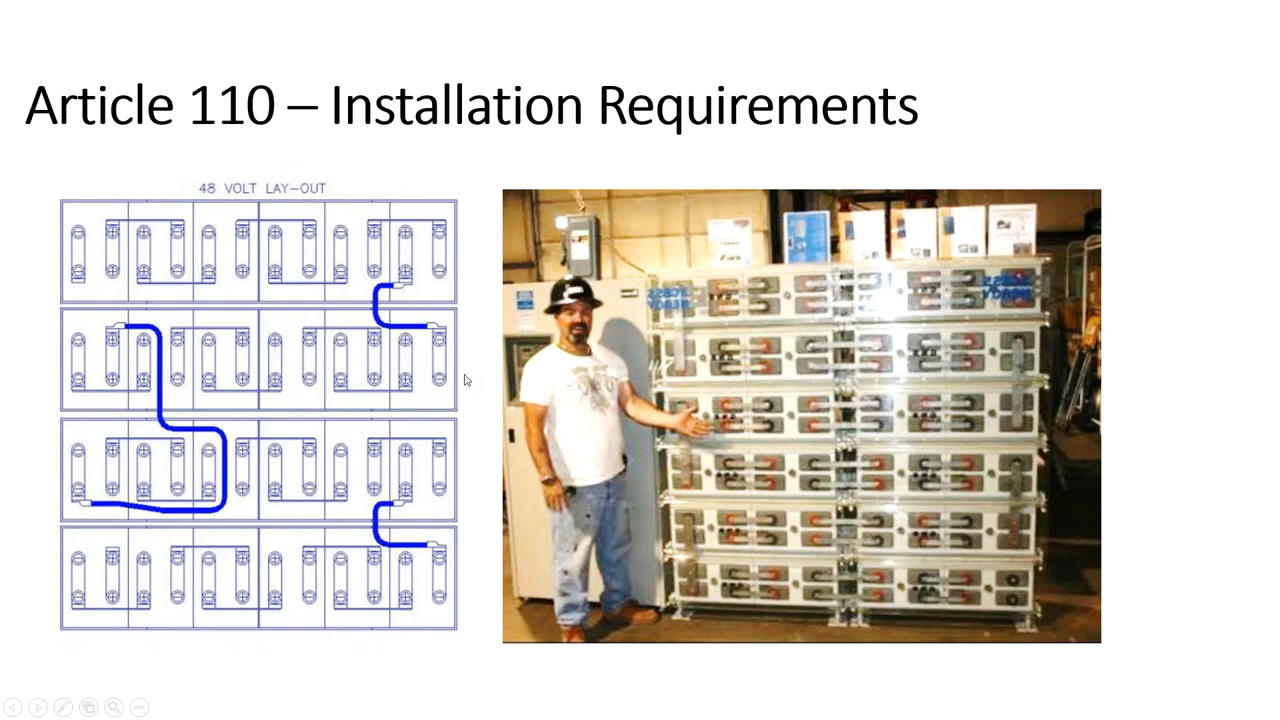 Article 110 – Installation Requirements
48 VOLT LAY-OUT